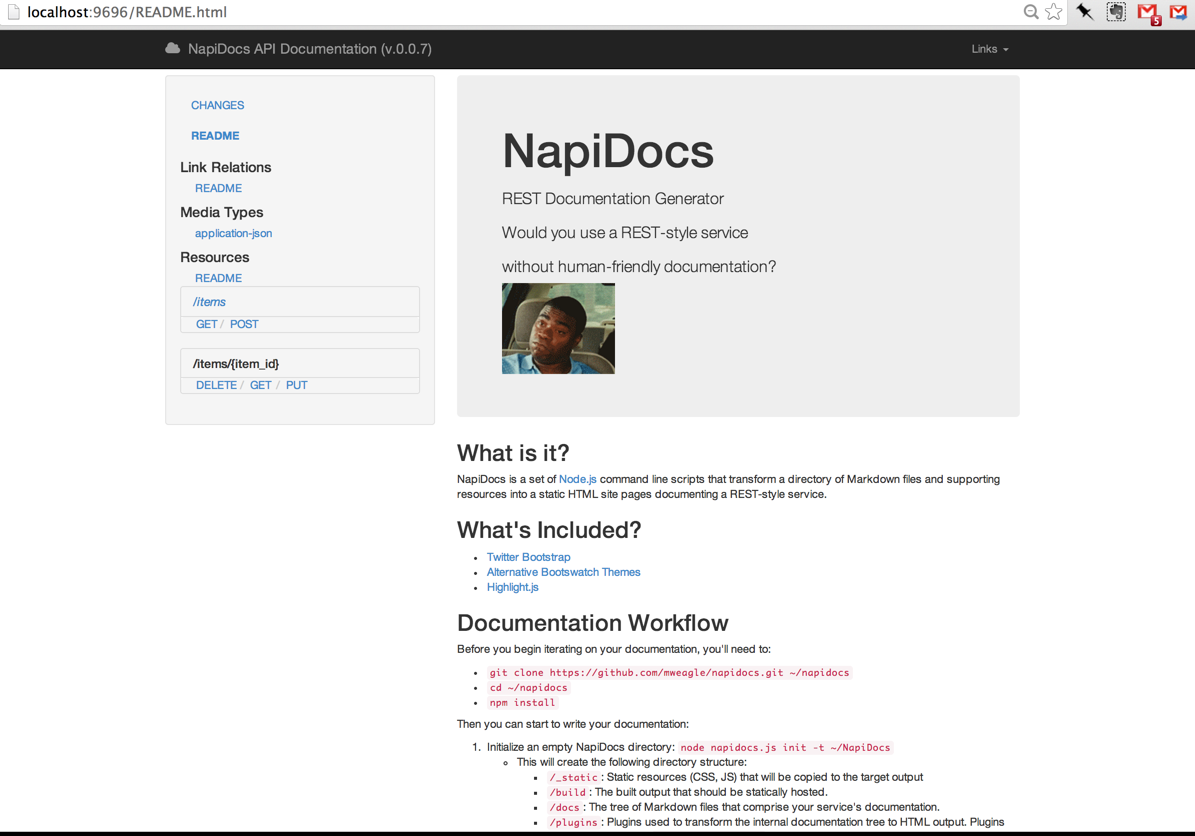 localhost:9696/README.html
5
NapiDocs API Documentation (v.0.0.7)
Links
CHANGES
README
Link Relations
README
Media Types
application-json
Resources
README
/items
GET / POST
/items/{item_id}
DELETE / GET / PUT
NapiDocs
REST Documentation Generator
Would you use a REST-style service
without human-friendly documentation?
What is it?
NapiDocs is a set of Node.js command line scripts that transform a directory of Markdown files and supporting
resources into a static HTML site pages documenting a REST-style service.
What's Included?
• Twitter Bootstrap
• Alternative Bootswatch Themes
• Highlight.js
Documentation Workflow
Before you begin iterating on your documentation, you'll need to:
• git clone https://github.com/mweagle/napidocs.git ~/napidocs
• cd ~/napidocs
• npm install
Then you can start to write your documentation:
1. Initialize an empty NapiDocs directory: node napidocs.js init -t ~/NapiDocs
◦ This will create the following directory structure:
▪ /_static : Static resources (CSS, JS) that will be copied to the target output
▪ /build : The built output that should be statically hosted.
▪ /docs : The tree of Markdown files that comprise your service's documentation.
▪ /plugins : Plugins used to transform the internal documentation tree to HTML output. Plugins